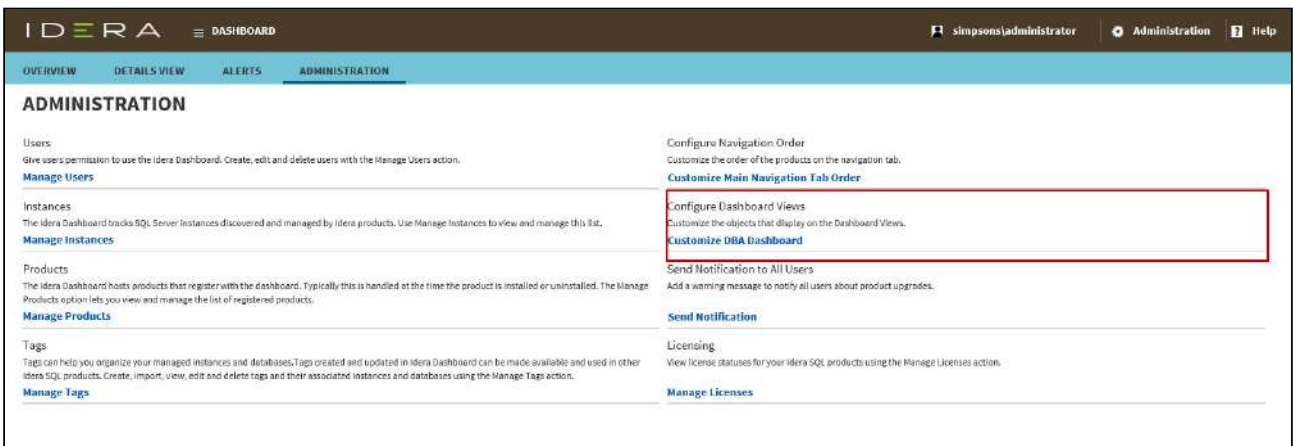 IDERA
DASHBOARD
simpsons\administrator
Administration
Help
OVERVIEW
DETAILS VIEW
ALERTS
ADMINISTRATION
ADMINISTRATION
Users
Give users permission to use the Idera Dashboard. Create, edit and delete users with the Manage Users action.
Manage Users
Instances
The Idera Dashboard tracks SQL Server instances discovered and managed by Idera products. Use Manage Instances to view and manage this list.
Manage Instances
Products
The Idera Dashboard hosts products that register with the dashboard. Typically this is handled at the time the product is installed or uninstalled. The Manage
Products option lets you view and manage the list of registered products.
Manage Products
Tags
Tags can help you organize your managed instances and databases.Tags created and updated in Idera Dashboard can be made available and used in other
Idera SQL products. Create, import, view, edit and delete tags and their associated instances and databases using the Manage Tags action.
Manage Tags
Configure Navigation Order
Customize the order of the products on the navigation tab.
Customize Main Navigation Tab Order
Configure Dashboard Views
Customize the objects that display on the Dashboard Views.
Customize DBA Dashboard
Send Notification to All Users
Add a warning message to notify all users about product upgrades.
Send Notification
Licensing
View license statuses for your Idera SQL products using the Manage Licenses action.
Manage Licenses